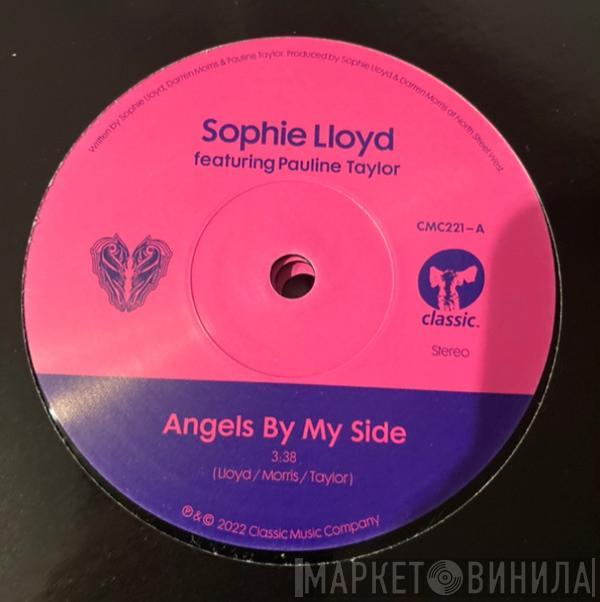 Written by Sophie Lloyd, Darren Morris & Pauline Taylor. Produced by Sophie Lloyd & Darren Morris at North Street West.
Sophie Lloyd
featuring Pauline Taylor
CMC221-A
classic.™
Stereo
Angels By My Side
3:38
(Lloyd/Morris/Taylor)
℗ & © 2022 Classic Music Company
МАРКЕТ ВИНИЛА